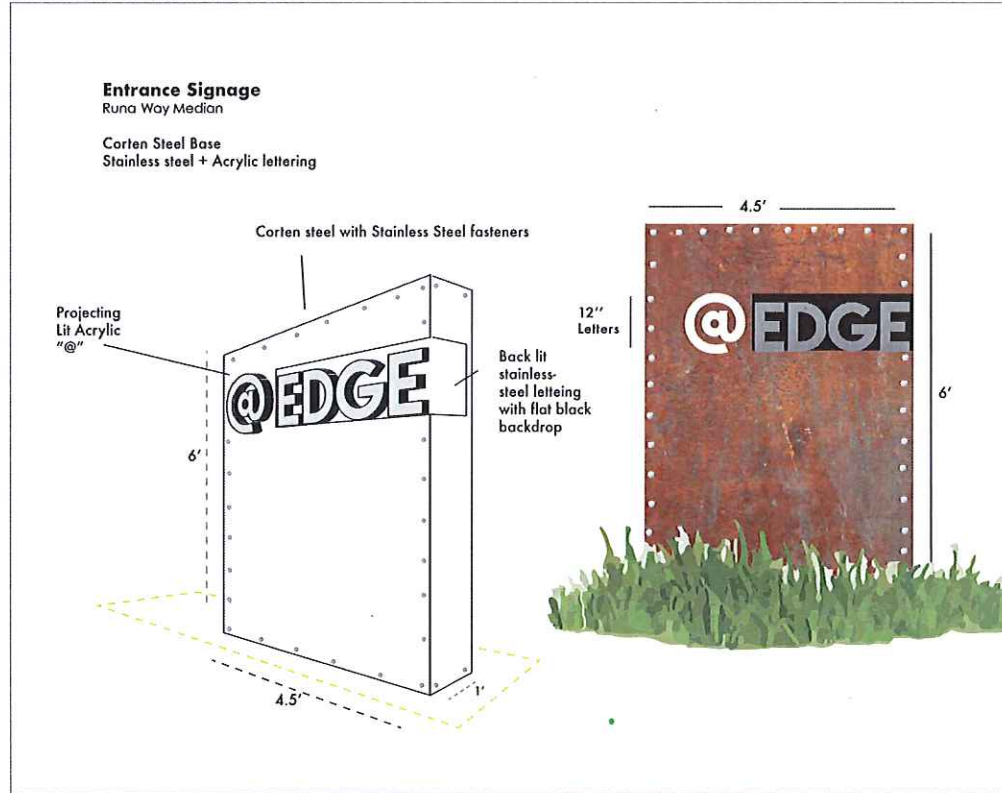 Entrance Signage
Runa Way Median
Corten Steel Base
Stainless steel + Acrylic lettering
Corten steel with Stainless Steel fasteners
Projecting
Lit Acrylic
"@"
@EDGE
Back lit
stainless-
steel letteing
with flat black
backdrop
6'
4.5'
1'
4.5'
12"
Letters
@EDGE
6'